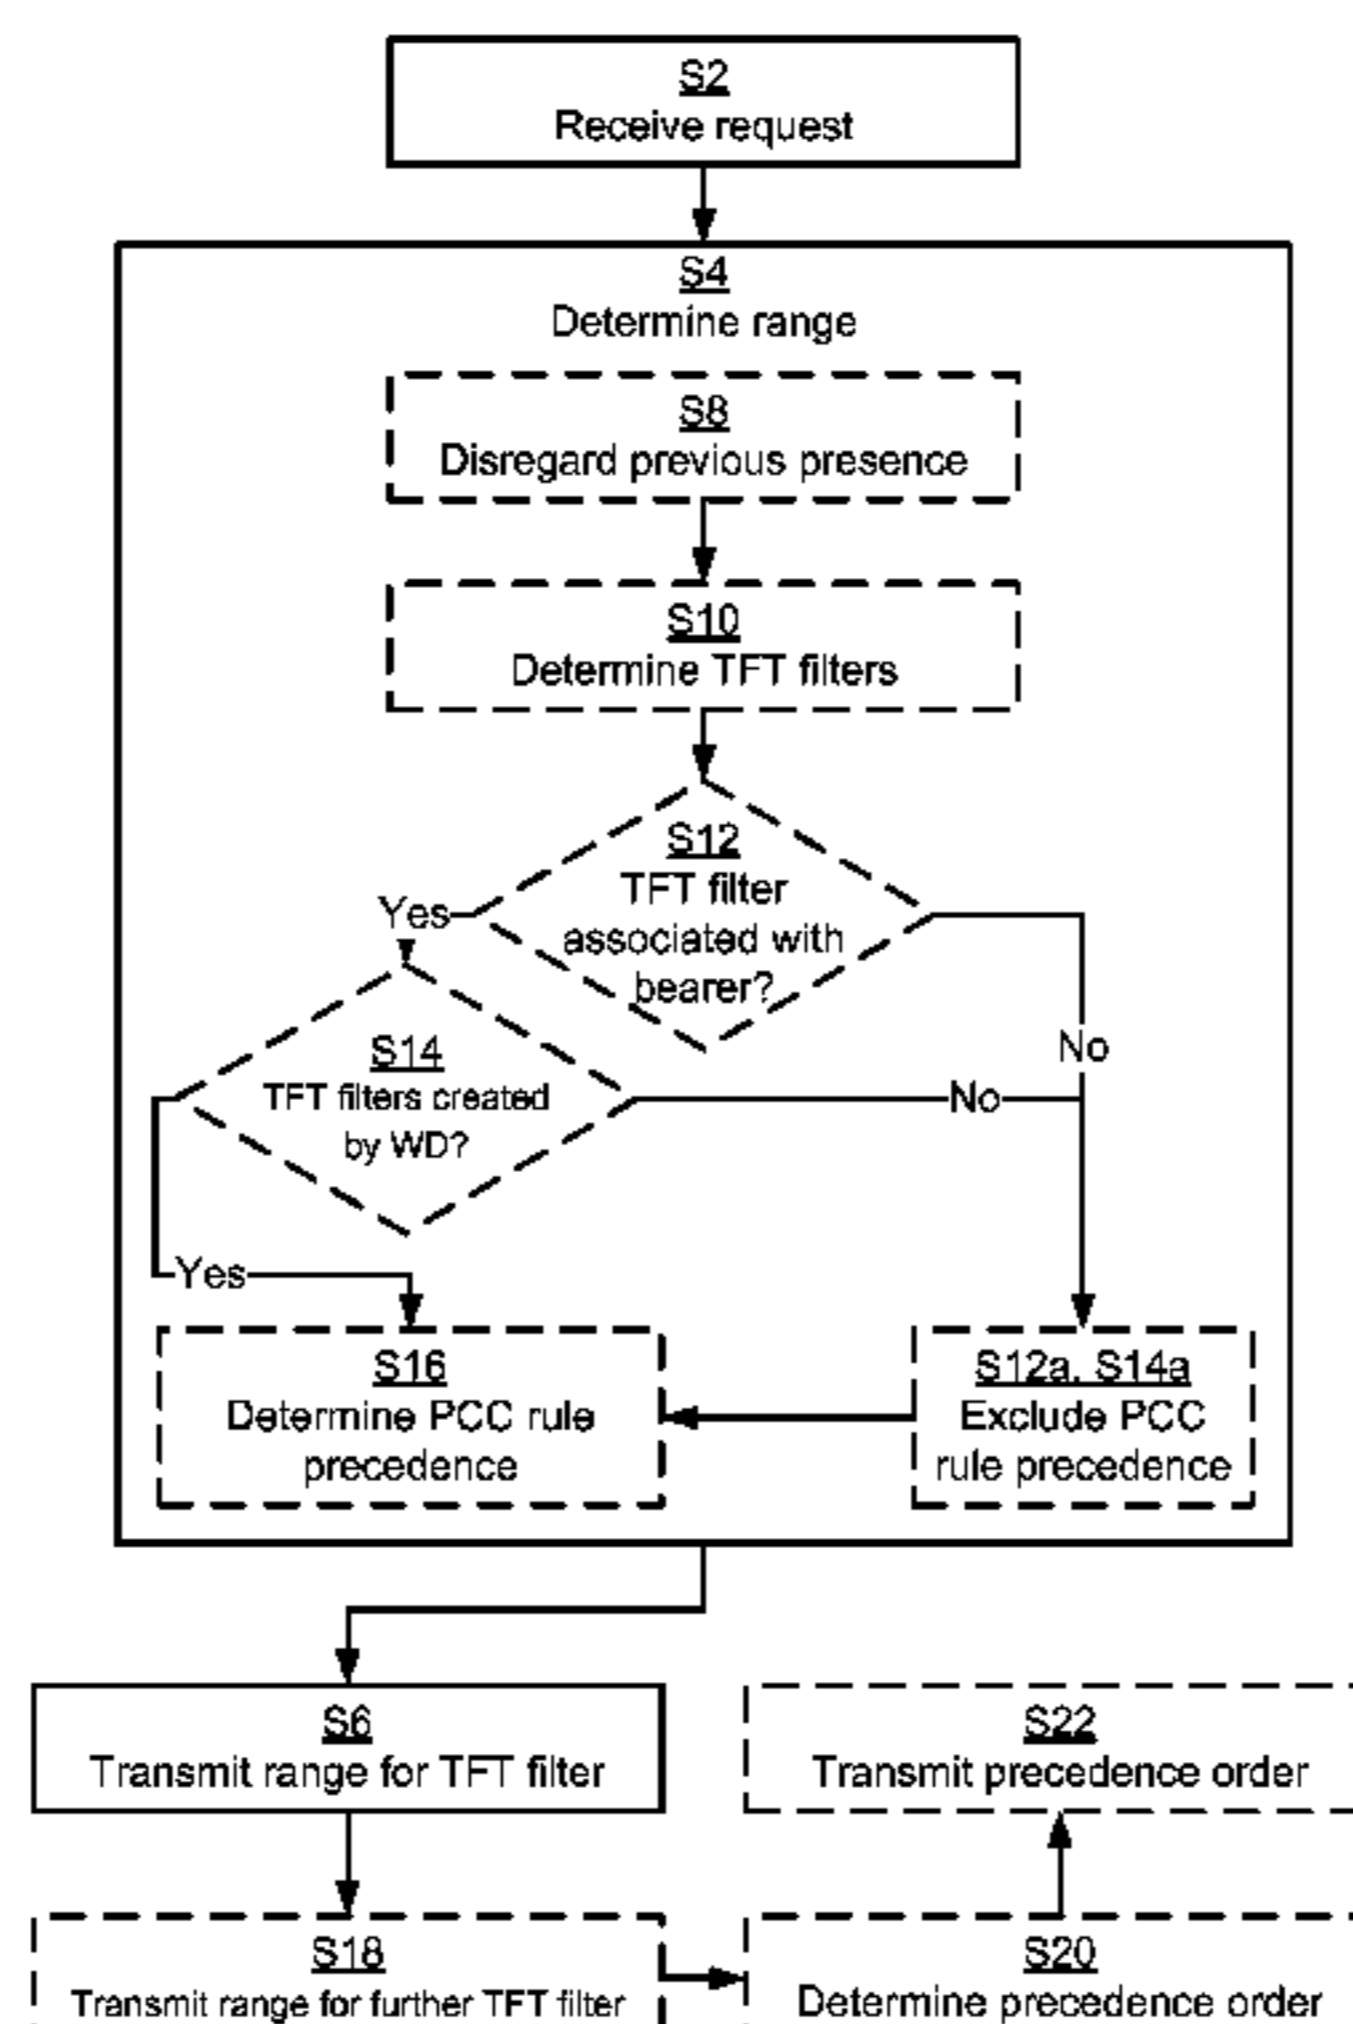 S2
Receive request
S4
Determine range
S8
Disregard previous presence
S10
Determine TFT filters
S12
TFT filter
associated with
bearer?
Yes
No
S14
TFT filters created
by WD?
No
Yes
S16
Determine PCC rule
precedence
S12a, S14a
Exclude PCC
rule precedence
S6
Transmit range for TFT filter
S22
Transmit precedence order
S18
Transmit range for further TFT filter
S20
Determine precedence order